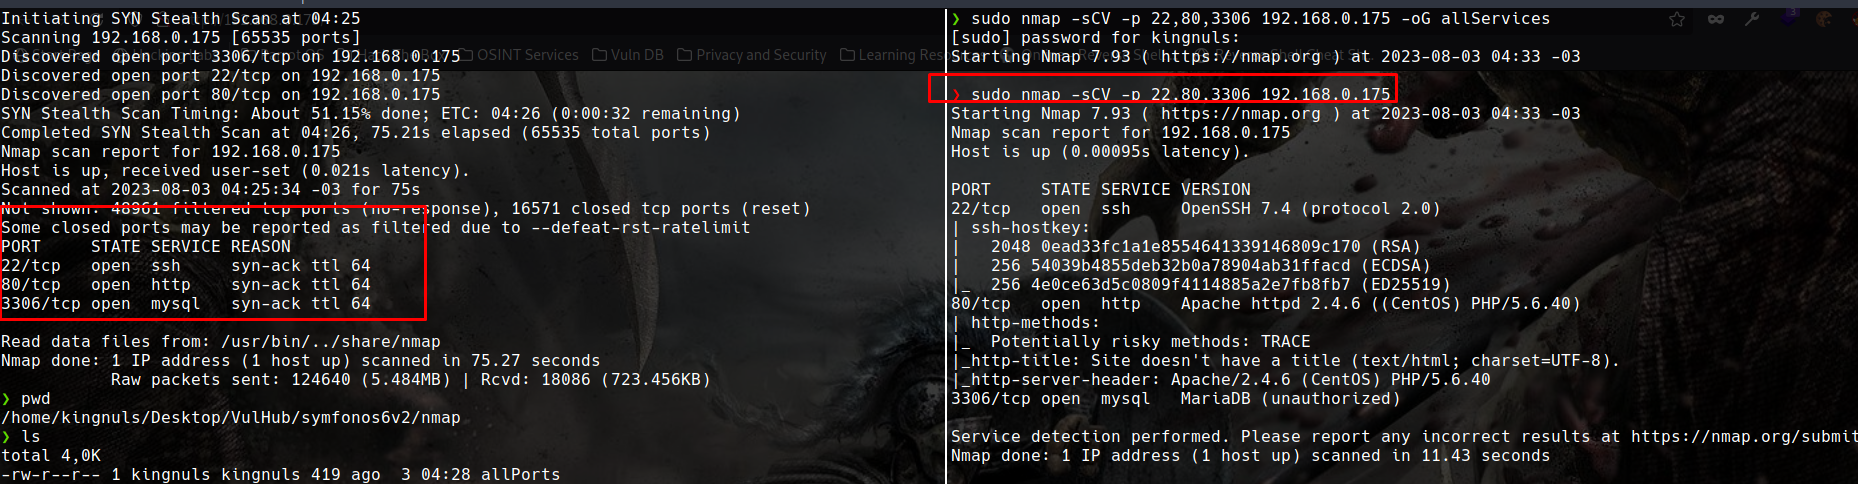 Initiating SYN Stealth Scan at 04:25
Scanning 192.168.0.175 [65535 ports]
Discovered open port 3306/tcp on 192.168.0.175
Discovered open port 22/tcp on 192.168.0.175
Discovered open port 80/tcp on 192.168.0.175
SYN Stealth Scan Timing: About 51.15% done; ETC: 04:26 (0:00:32 remaining)
Completed SYN Stealth Scan at 04:26, 75.21s elapsed (65535 total ports)
Nmap scan report for 192.168.0.175
Host is up, received user-set (0.021s latency).
Scanned at 2023-08-03 04:25:34 -03 for 75s
Not shown: 48961 filtered tcp ports (no-response), 16571 closed tcp ports (reset)
Some closed ports may be reported as filtered due to --defeat-rst-ratelimit
PORT     STATE SERVICE REASON
22/tcp   open  ssh     syn-ack ttl 64
80/tcp   open  http    syn-ack ttl 64
3306/tcp open  mysql   syn-ack ttl 64
Read data files from: /usr/bin/../share/nmap
Nmap done: 1 IP address (1 host up) scanned in 75.27 seconds
           Raw packets sent: 124640 (5.484MB) | Rcvd: 18086 (723.456KB)
❯ pwd
/home/kingnuls/Desktop/VulHub/symfonos6v2/nmap
❯ ls
total 4,0K
-rw-r--r-- 1 kingnuls kingnuls 419 ago  3 04:28 allPorts
OSINT Services
Vuln DB
Privacy and Security
Learning
❯ sudo nmap -sCV -p 22,80,3306 192.168.0.175 -oG allServices
[sudo] password for kingnuls:
Starting Nmap 7.93 ( https://nmap.org ) at 2023-08-03 04:33 -03
❯ sudo nmap -sCV -p 22,80,3306 192.168.0.175
Starting Nmap 7.93 ( https://nmap.org ) at 2023-08-03 04:33 -03
Nmap scan report for 192.168.0.175
Host is up (0.00095s latency).
PORT     STATE SERVICE VERSION
22/tcp   open  ssh     OpenSSH 7.4 (protocol 2.0)
| ssh-hostkey:
|   2048 0ead33fc1a1e8554641339146809c170 (RSA)
|   256 54039b4855deb32b0a78904ab31ffacd (ECDSA)
|_  256 4e0ce63d5c0809f4114885a2e7fb8fb7 (ED25519)
80/tcp   open  http    Apache httpd 2.4.6 ((CentOS) PHP/5.6.40)
| http-methods:
|_  Potentially risky methods: TRACE
|_http-title: Site doesn't have a title (text/html; charset=UTF-8).
|_http-server-header: Apache/2.4.6 (CentOS) PHP/5.6.40
3306/tcp open  mysql   MariaDB (unauthorized)
Service detection performed. Please report any incorrect results at https://nmap.org/submit
Nmap done: 1 IP address (1 host up) scanned in 11.43 seconds